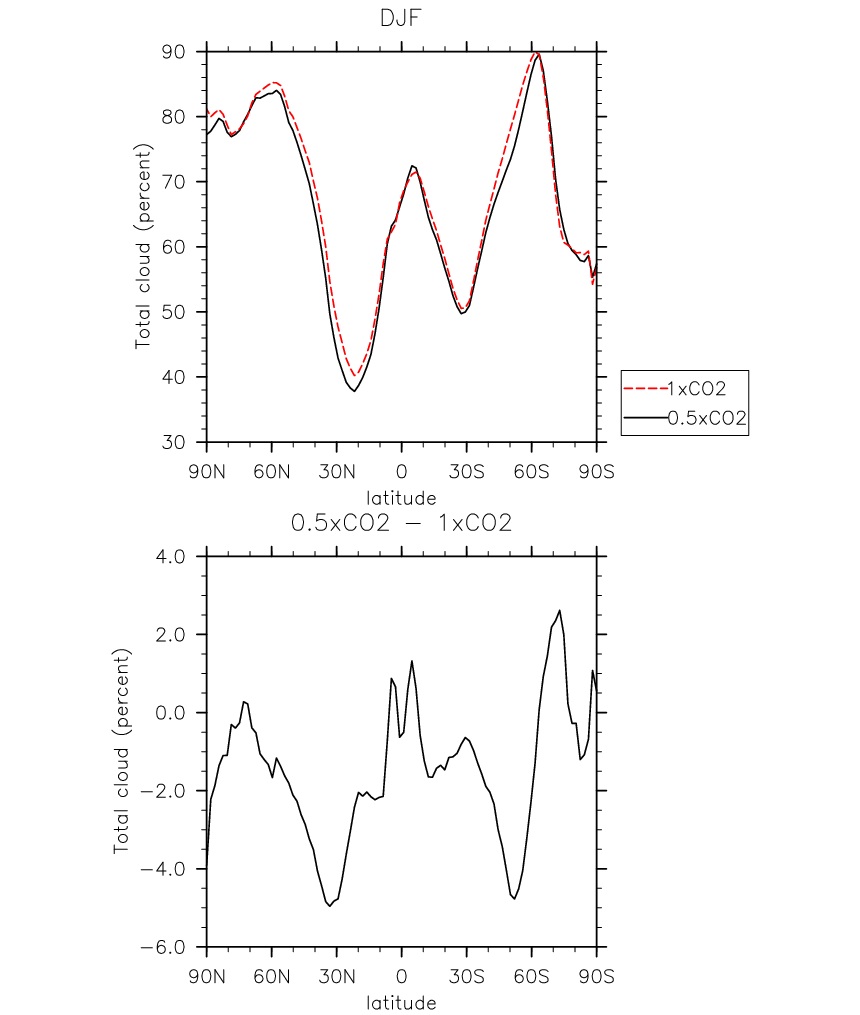 DJF
90
80
70
60
50
40
30
Total cloud (percent)
90N 60N 30N 0 30S 60S 90S
latitude
1xCO2
0.5xCO2
0.5xCO2 − 1xCO2
4.0
2.0
0.0
−2.0
−4.0
−6.0
Total cloud (percent)
90N 60N 30N 0 30S 60S 90S
latitude